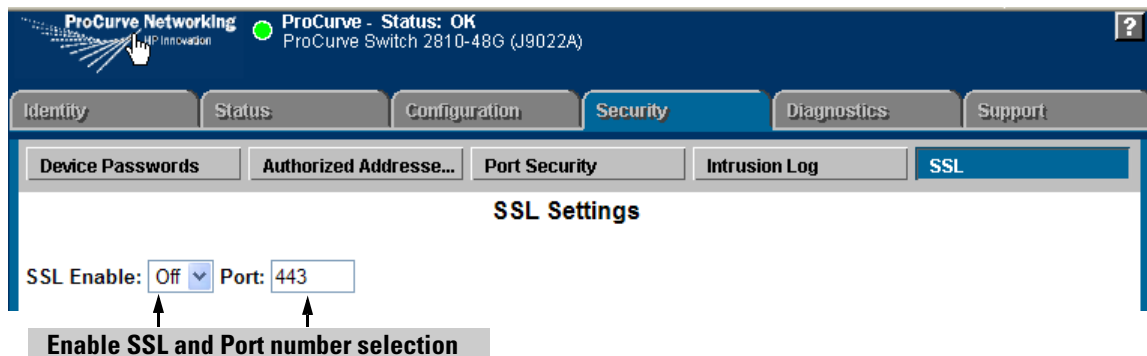 ProCurve Networking
HP Innovation
ProCurve - Status: OK
ProCurve Switch 2810-48G (J9022A)
?
Identity Status Configuration Security Diagnostics Support
Device Passwords Authorized Addresse... Port Security Intrusion Log SSL
SSL Settings
SSL Enable: Off Port: 443
Enable SSL and Port number selection